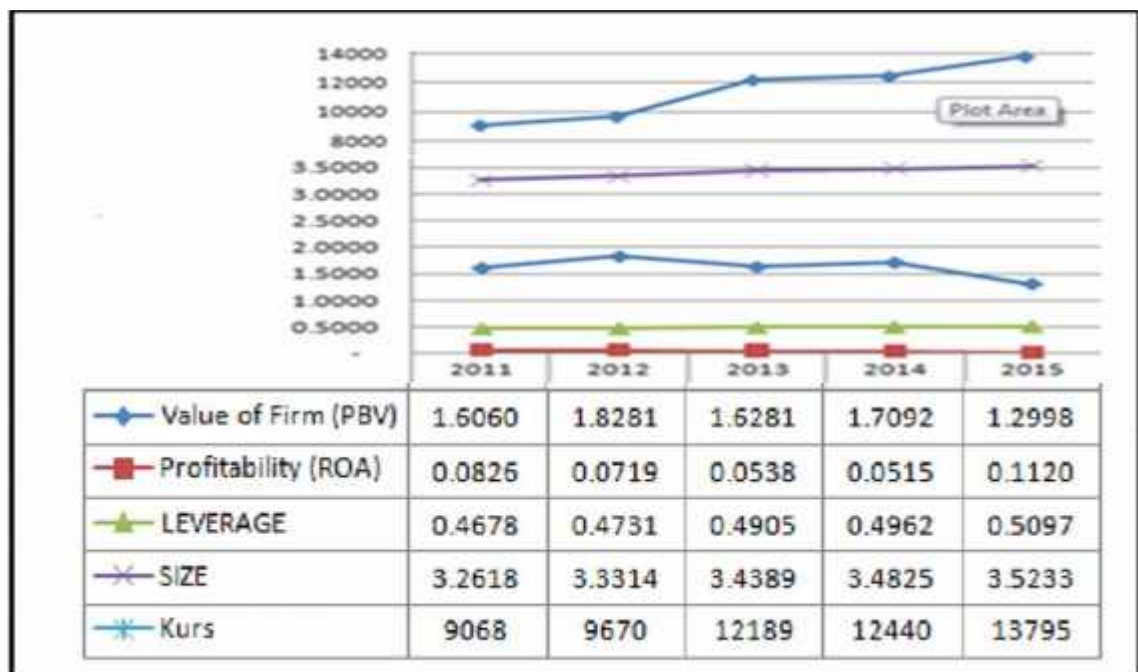 14000
12000
10000
Plot Area
8000
3.5000
3.0000
2.5000
2.0000
1.5000
1.0000
0.5000
-
2011 2012 2013 2014 2015
Value of Firm (PBV) 1.6060 1.8281 1.6281 1.7092 1.2998
Profitability (ROA) 0.0826 0.0719 0.0538 0.0515 0.1120
LEVERAGE 0.4678 0.4731 0.4905 0.4962 0.5097
SIZE 3.2618 3.3314 3.4389 3.4825 3.5233
Kurs 9068 9670 12189 12440 13795